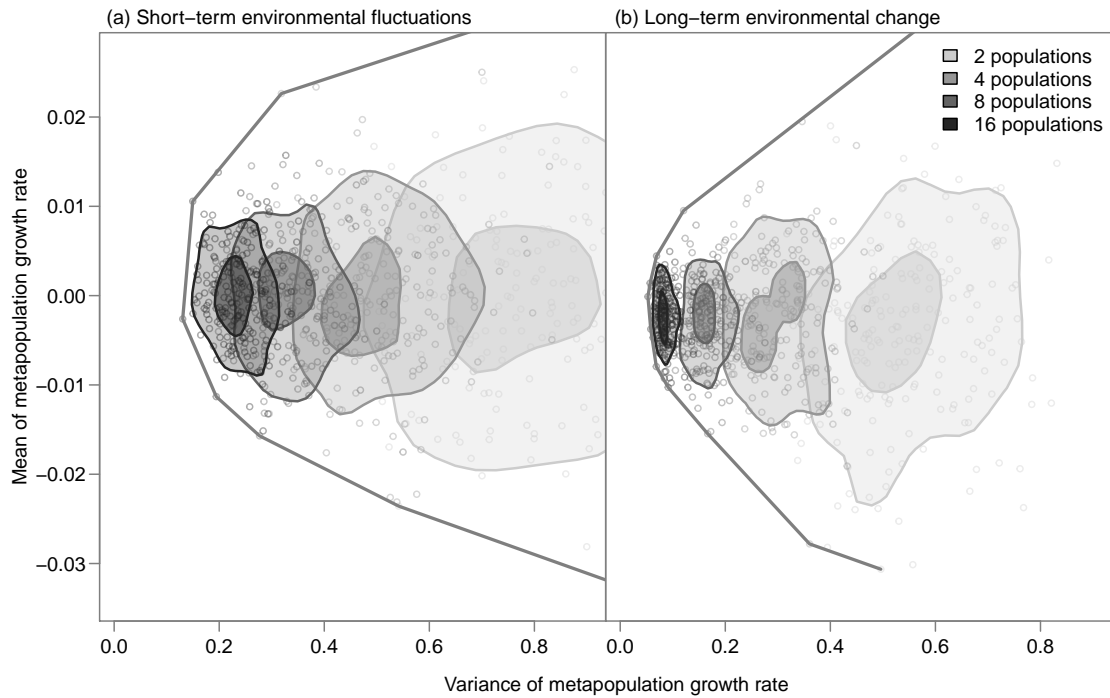 (a) Short−term environmental fluctuations
(b) Long−term environmental change
2 populations
4 populations
8 populations
16 populations
Mean of metapopulation growth rate
0.02
0.01
0.00
−0.01
−0.02
−0.03
0.0 0.2 0.4 0.6 0.8
0.0 0.2 0.4 0.6 0.8
Variance of metapopulation growth rate